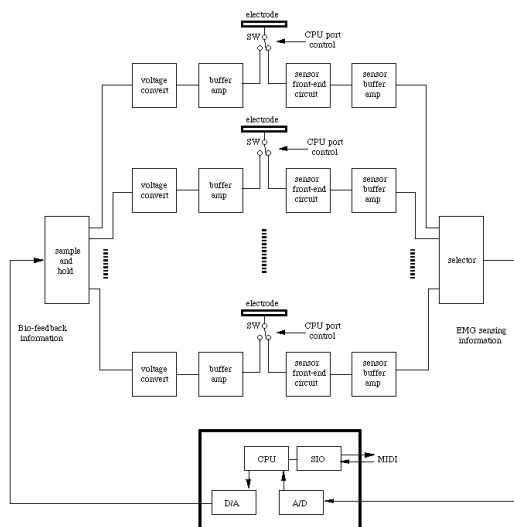 electrode
SW
CPU port
control
voltage
convert
buffer
amp
sensor
front-end
circuit
sensor
buffer
amp
electrode
SW
CPU port
control
voltage
convert
buffer
amp
sensor
front-end
circuit
sensor
buffer
amp
sample
and
hold
selector
Bio-feedback
information
EMG sensing
information
electrode
SW
CPU port
control
voltage
convert
buffer
amp
sensor
front-end
circuit
sensor
buffer
amp
CPU
SIO
MIDI
D/A
A/D